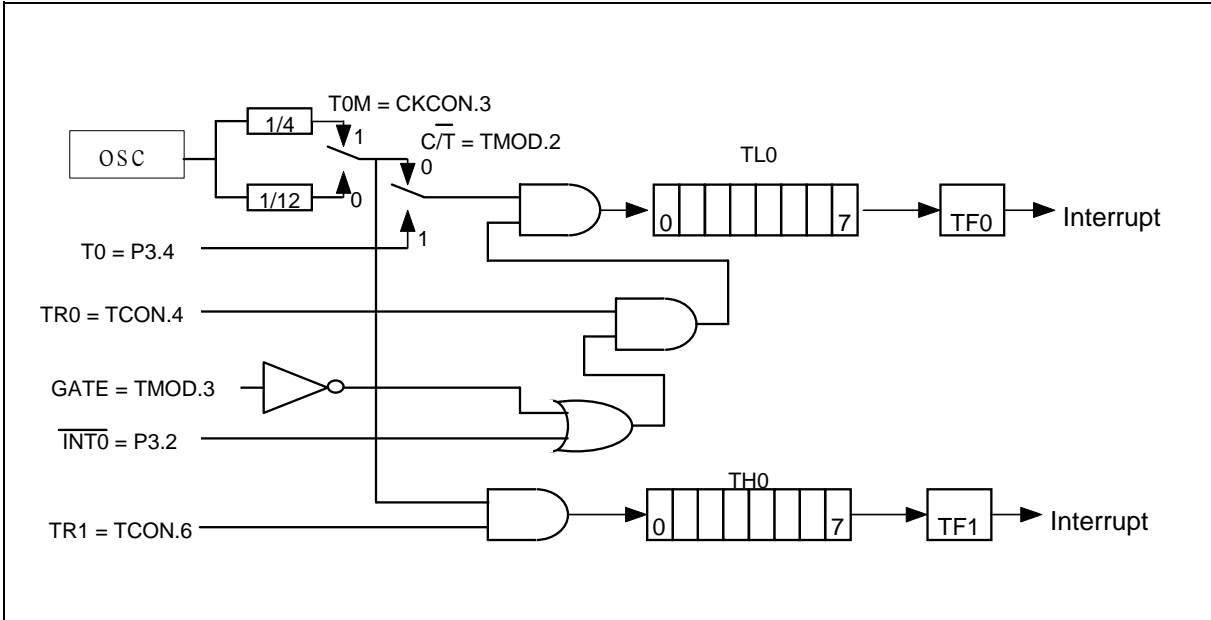 T0M = CKCON.3
1/4
1
C/T̅ = TMOD.2
OSC
0
TL0
1/12
0
0
7
TF0
Interrupt
T0 = P3.4
1
TR0 = TCON.4
GATE = TMOD.3
I̅N̅T̅0̅ = P3.2
TH0
0
7
TF1
Interrupt
TR1 = TCON.6